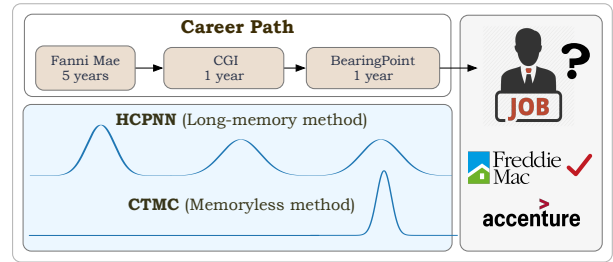 Career Path
Fanni Mae
5 years
CGI
1 year
BearingPoint
1 year
?
JOB
HCPNN (Long-memory method)
CTMC (Memoryless method)
Freddie
Mac
>
accenture